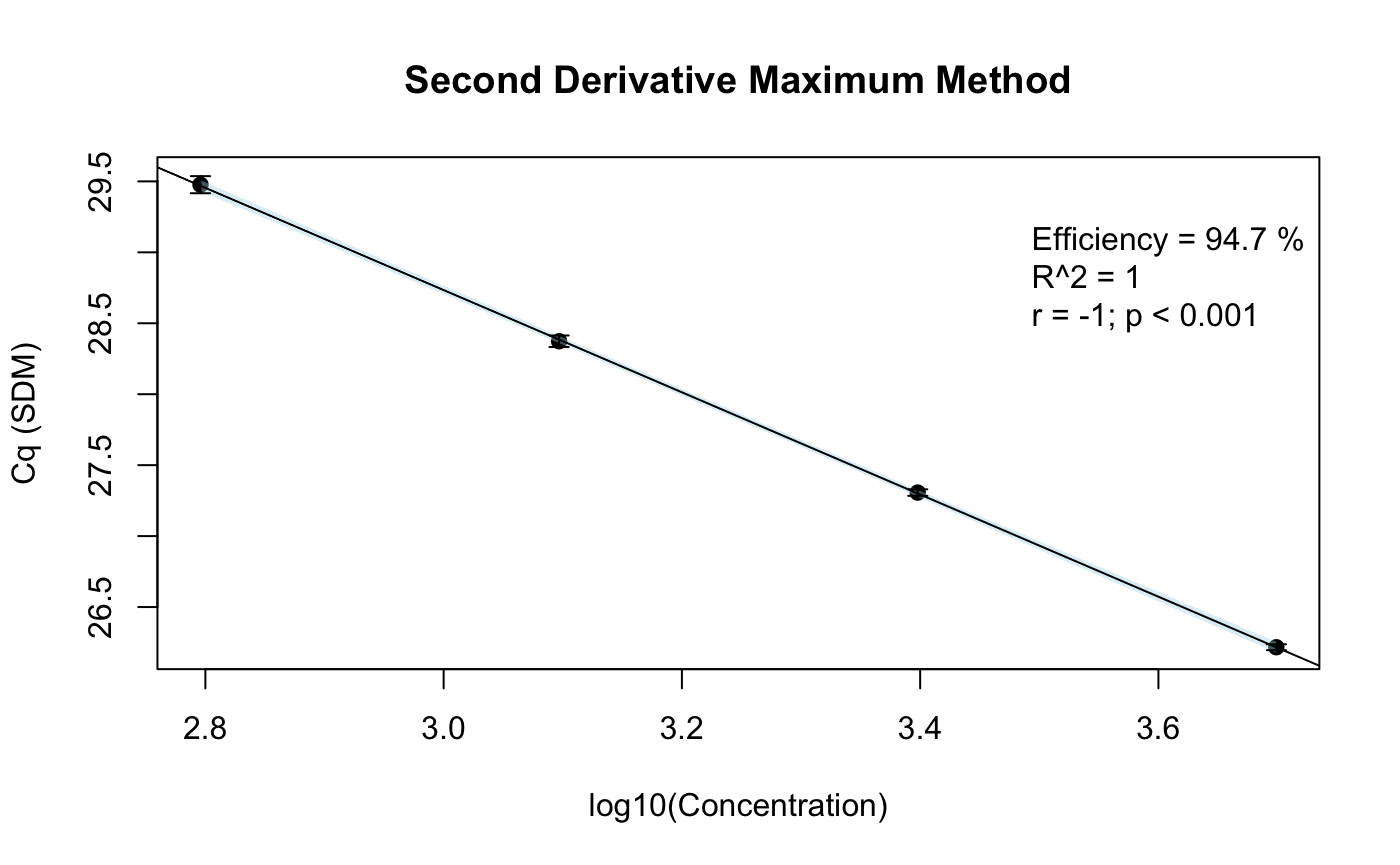 Second Derivative Maximum Method
Efficiency = 94.7 %
R^2 = 1
r = -1; p < 0.001
Cq (SDM)
29.5
28.5
27.5
26.5
2.8 3.0 3.2 3.4 3.6
log10(Concentration)